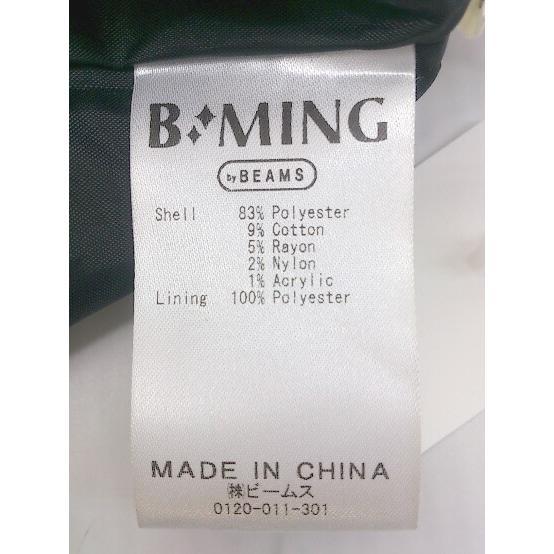 B:MING
by BEAMS
Shell 83% Polyester
9% Cotton
5% Rayon
2% Nylon
1% Acrylic
Lining 100% Polyester
MADE IN CHINA
㈱ビームス
0120-011-301